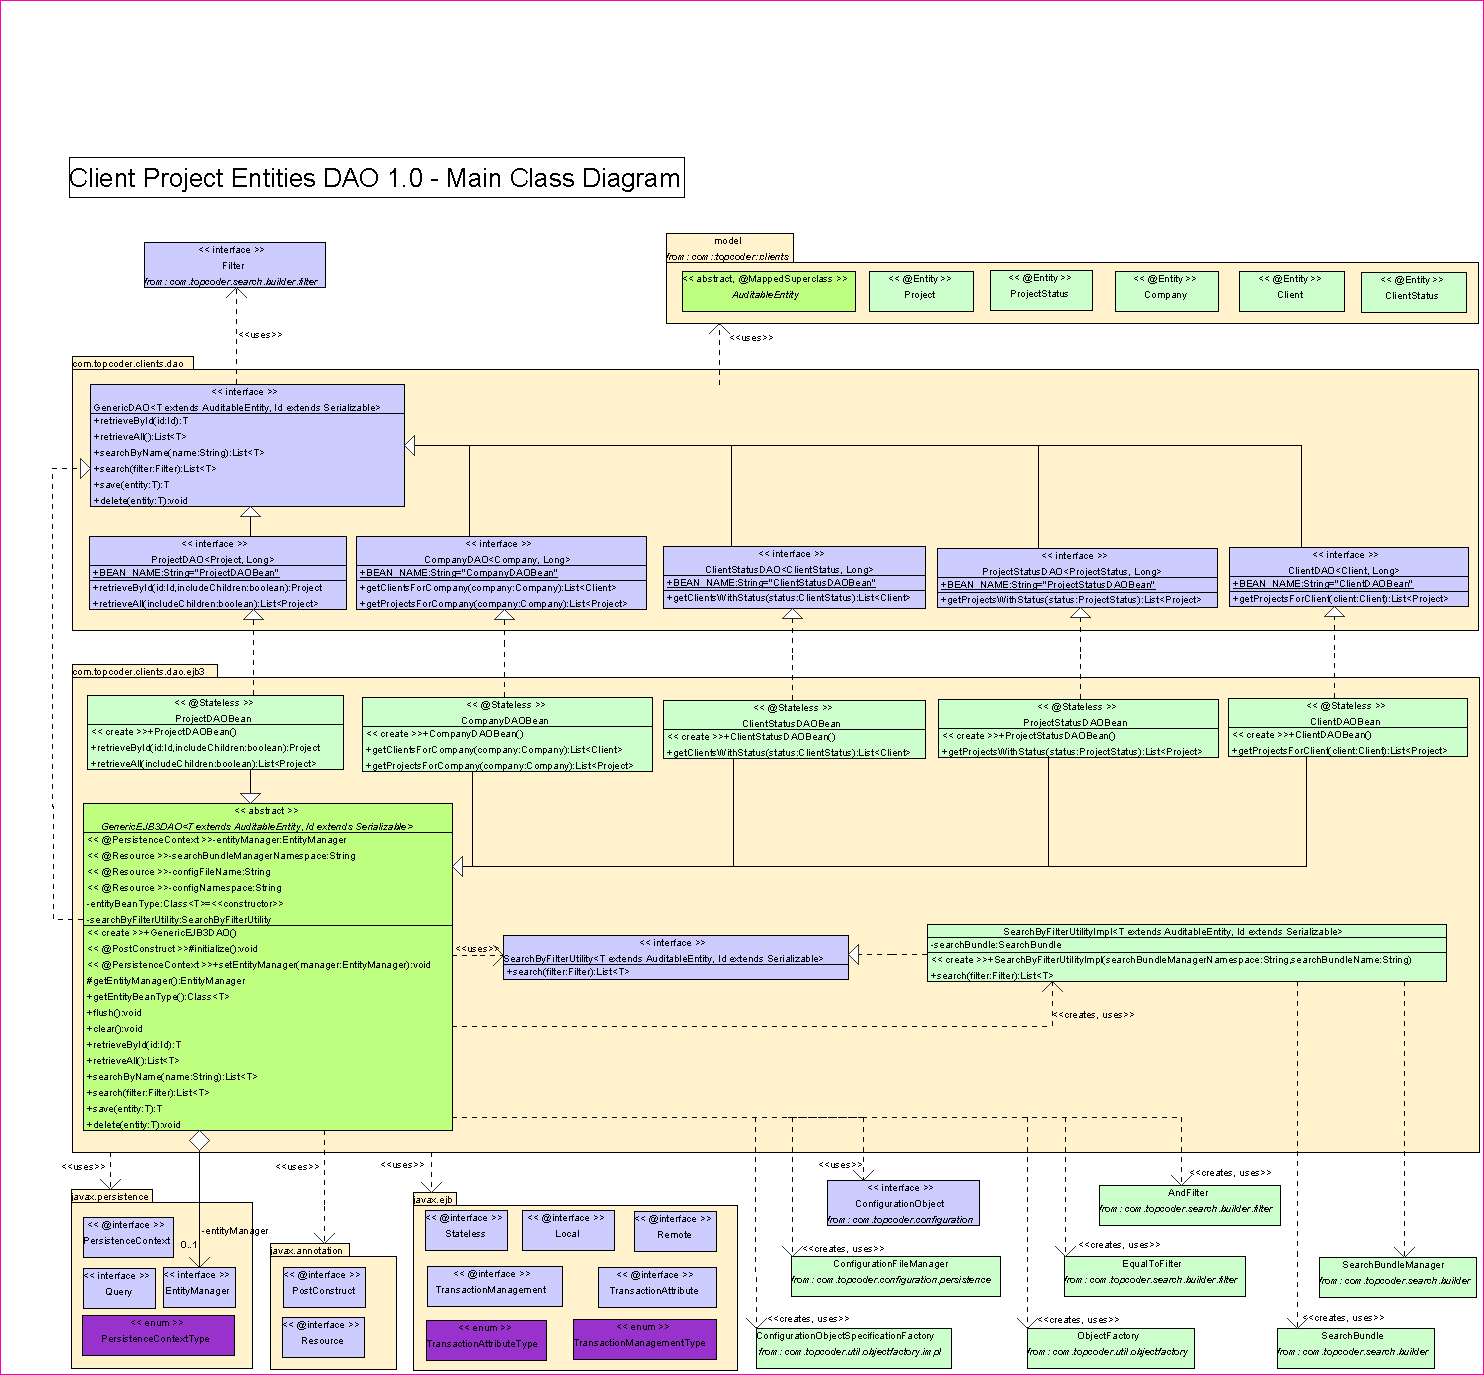 Client Project Entities DAO 1.0 - Main Class Diagram
<< interface >>
Filter
from : com.topcoder.search.builder.filter
<<uses>>
model
from : com::topcoder::clients
<< abstract, @MappedSuperclass >>
AuditableEntity
<< @Entity >>
Project
<< @Entity >>
ProjectStatus
<< @Entity >>
Company
<< @Entity >>
Client
<< @Entity >>
ClientStatus
<<uses>>
com.topcoder.clients.dao
<< interface >>
GenericDAO<T extends AuditableEntity, Id extends Serializable>
+retrieveById(id:Id):T
+retrieveAll():List<T>
+searchByName(name:String):List<T>
+search(filter:Filter):List<T>
+save(entity:T):T
+delete(entity:T):void
<< interface >>
ProjectDAO<Project, Long>
+BEAN_NAME:String="ProjectDAOBean"
+retrieveById(id:Id,includeChildren:boolean):Project
+retrieveAll(includeChildren:boolean):List<Project>
<< interface >>
CompanyDAO<Company, Long>
+BEAN_NAME:String="CompanyDAOBean"
+getClientsForCompany(company:Company):List<Client>
+getProjectsForCompany(company:Company):List<Project>
<< interface >>
ClientStatusDAO<ClientStatus, Long>
+BEAN_NAME:String="ClientStatusDAOBean"
+getClientsWithStatus(status:ClientStatus):List<Client>
<< interface >>
ProjectStatusDAO<ProjectStatus, Long>
+BEAN_NAME:String="ProjectStatusDAOBean"
+getProjectsWithStatus(status:ProjectStatus):List<Project>
<< interface >>
ClientDAO<Client, Long>
+BEAN_NAME:String="ClientDAOBean"
+getProjectsForClient(client:Client):List<Project>
com.topcoder.clients.dao.ejb3
<< @Stateless >>
ProjectDAOBean
<< create >>+ProjectDAOBean()
+retrieveById(id:Id,includeChildren:boolean):Project
+retrieveAll(includeChildren:boolean):List<Project>
<< @Stateless >>
CompanyDAOBean
<< create >>+CompanyDAOBean()
+getClientsForCompany(company:Company):List<Client>
+getProjectsForCompany(company:Company):List<Project>
<< @Stateless >>
ClientStatusDAOBean
<< create >>+ClientStatusDAOBean()
+getClientsWithStatus(status:ClientStatus):List<Client>
<< @Stateless >>
ProjectStatusDAOBean
<< create >>+ProjectStatusDAOBean()
+getProjectsWithStatus(status:ProjectStatus):List<Project>
<< @Stateless >>
ClientDAOBean
<< create >>+ClientDAOBean()
+getProjectsForClient(client:Client):List<Project>
<< abstract >>
GenericEJB3DAO<T extends AuditableEntity, Id extends Serializable>
<< @PersistenceContext >>-entityManager:EntityManager
<< @Resource >>-searchBundleManagerNamespace:String
<< @Resource >>-configFileName:String
<< @Resource >>-configNamespace:String
-entityBeanType:Class<T>=<<constructor>>
-searchByFilterUtility:SearchByFilterUtility
<< create >>+GenericEJB3DAO()
<< @PostConstruct >>#initialize():void
<< @PersistenceContext >>+setEntityManager(manager:EntityManager):void
#getEntityManager():EntityManager
+getEntityBeanType():Class<T>
+flush():void
+clear():void
+retrieveById(id:Id):T
+retrieveAll():List<T>
+searchByName(name:String):List<T>
+search(filter:Filter):List<T>
+save(entity:T):T
+delete(entity:T):void
<<uses>>
<< interface >>
SearchByFilterUtility<T extends AuditableEntity, Id extends Serializable>
+search(filter:Filter):List<T>
SearchByFilterUtilityImpl<T extends AuditableEntity, Id extends Serializable>
-searchBundle:SearchBundle
<< create >>+SearchByFilterUtilityImpl(searchBundleManagerNamespace:String,searchBundleName:String)
+search(filter:Filter):List<T>
<<creates, uses>>
<<uses>>
<<uses>>
<<uses>>
<<uses>>
<<creates, uses>>
javax.persistence
<< @interface >>
PersistenceContext
-entityManager
0..1
<< interface >>
Query
<< interface >>
EntityManager
<< enum >>
PersistenceContextType
javax.annotation
<< @interface >>
PostConstruct
<< @interface >>
Resource
javax.ejb
<< @interface >>
Stateless
<< @interface >>
Local
<< @interface >>
Remote
<< @interface >>
TransactionManagement
<< @interface >>
TransactionAttribute
<< enum >>
TransactionAttributeType
<< enum >>
TransactionManagementType
<< interface >>
ConfigurationObject
from : com.topcoder.configuration
AndFilter
from : com.topcoder.search.builder.filter
<<creates, uses>>
ConfigurationFileManager
from : com.topcoder.configuration.persistence
<<creates, uses>>
EqualToFilter
from : com.topcoder.search.builder.filter
SearchBundleManager
from : com.topcoder.search.builder
<<creates, uses>>
ConfigurationObjectSpecificationFactory
from : com.topcoder.util.objectfactory.impl
<<creates, uses>>
ObjectFactory
from : com.topcoder.util.objectfactory
<<creates, uses>>
SearchBundle
from : com.topcoder.search.builder